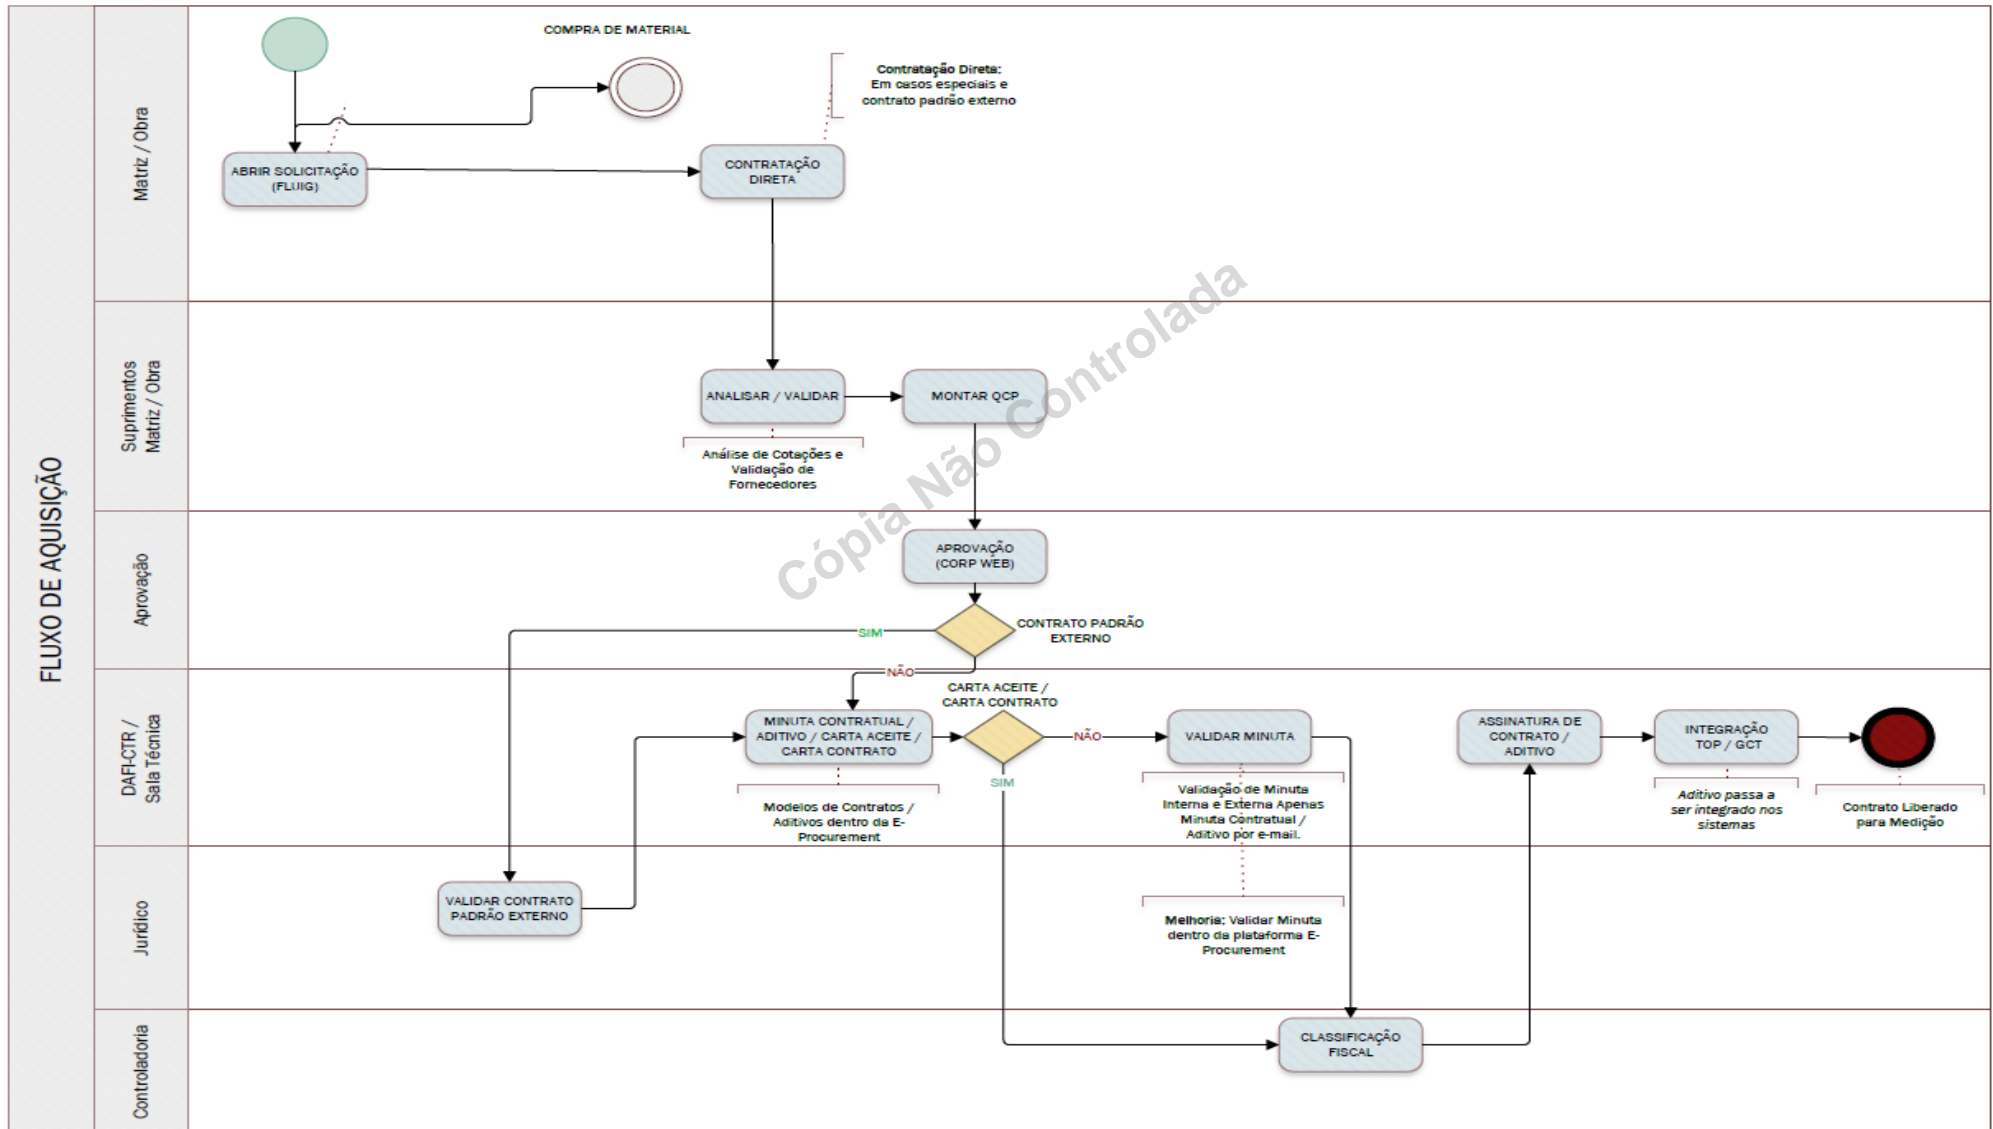 FLUXO DE AQUISIÇÃO
Matriz / Obra
COMPRA DE MATERIAL
Contratação Direta:
Em casos especiais e
contrato padrão externo
ABRIR SOLICITAÇÃO
(FLUIG)
CONTRATAÇÃO
DIRETA
Suprimentos
Matriz / Obra
ANALISAR / VALIDAR
MONTAR QCP
Análise de Cotações e
Validação de
Fornecedores
Cópia Não Controlada
Aprovação
APROVAÇÃO
(CORP WEB)
CONTRATO PADRÃO
EXTERNO
SIM
NÃO
DAFI-CTR /
Sala Técnica
CARTA ACEITE /
CARTA CONTRATO
MINUTA CONTRATUAL /
ADITIVO / CARTA ACEITE /
CARTA CONTRATO
NÃO
SIM
VALIDAR MINUTA
ASSINATURA DE
CONTRATO /
ADITIVO
INTEGRAÇÃO
TOP / GCT
Modelos de Contratos /
Aditivos dentro da E-
Procurement
Validação de Minuta
Interna e Externa Apenas
Minuta Contratual /
Aditivo por e-mail.
Aditivo passa a
ser integrado nos
sistemas
Contrato Liberado
para Medição
Jurídico
VALIDAR CONTRATO
PADRÃO EXTERNO
Melhoria: Validar Minuta
dentro da plataforma E-
Procurement
Controladoria
CLASSIFICAÇÃO
FISCAL